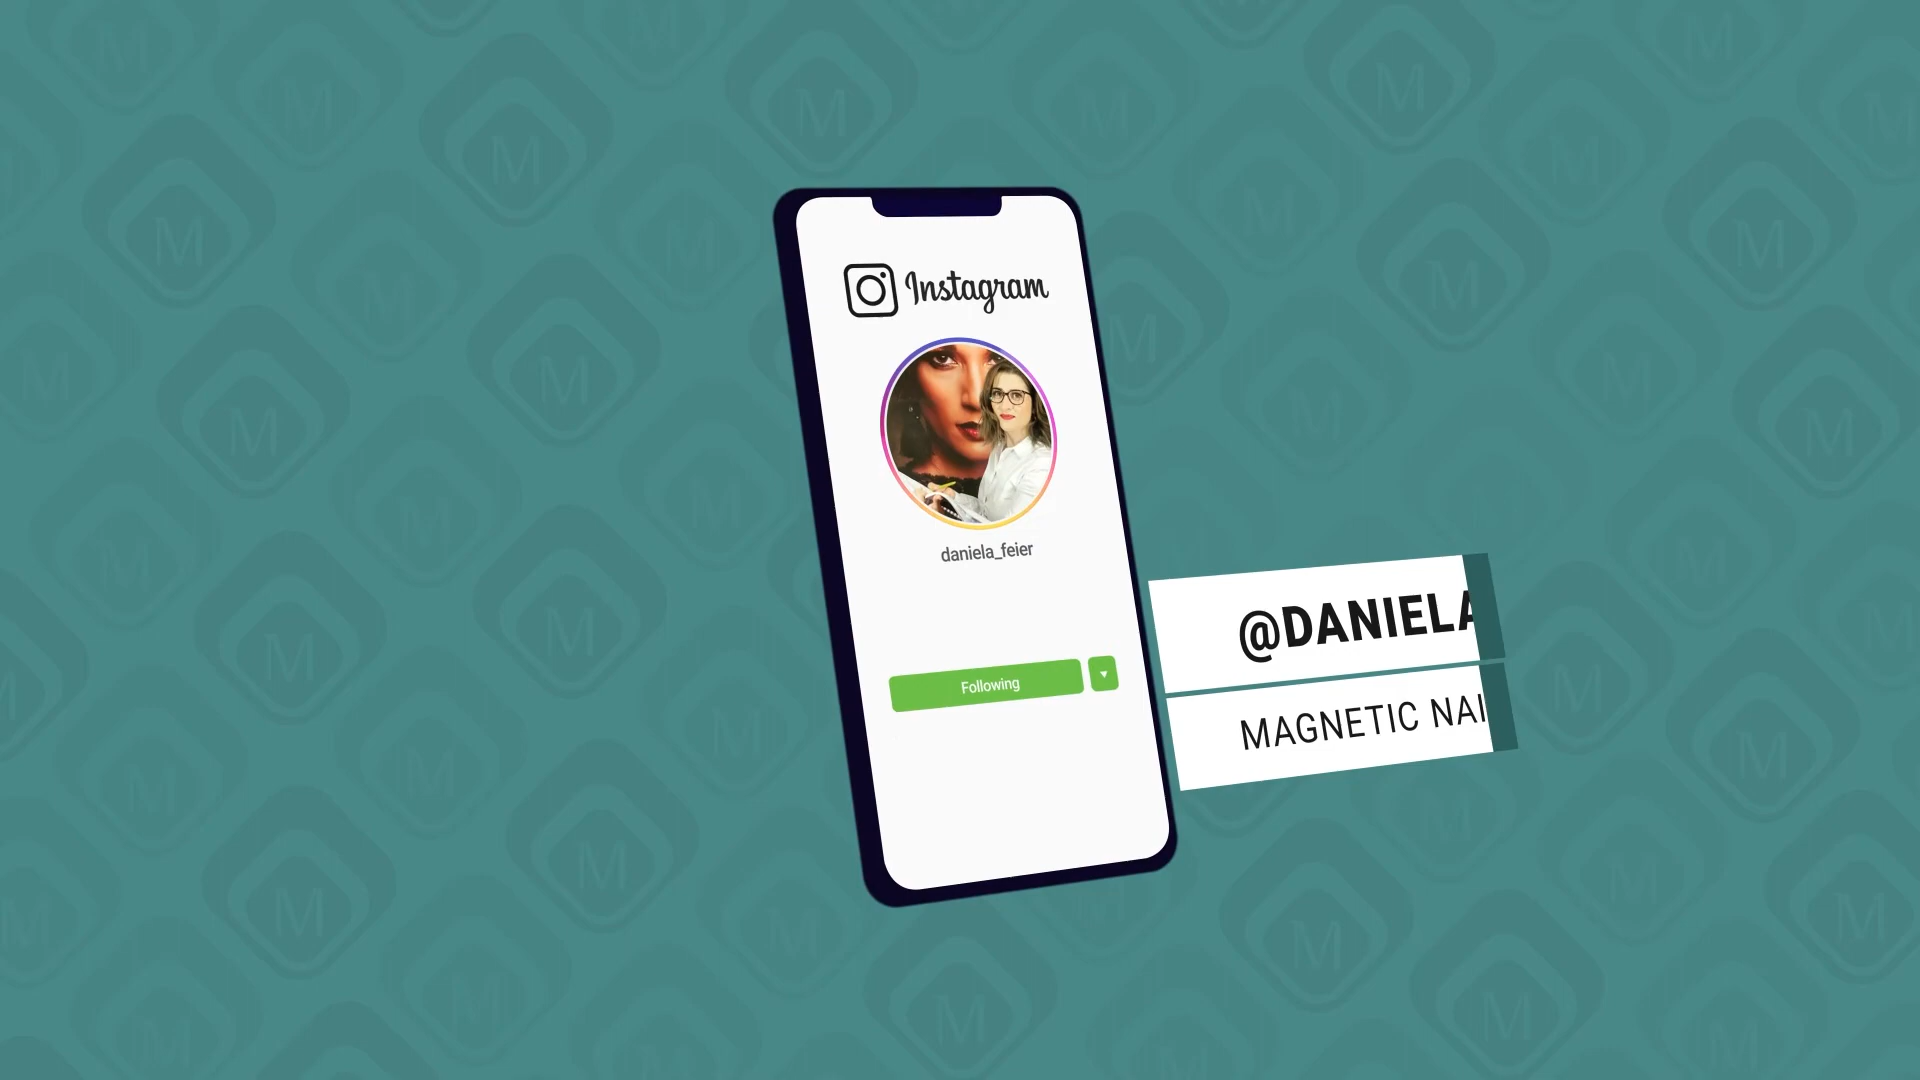 Instagram
daniela_feier
Following
@DANIELA
MAGNETIC NAI
M